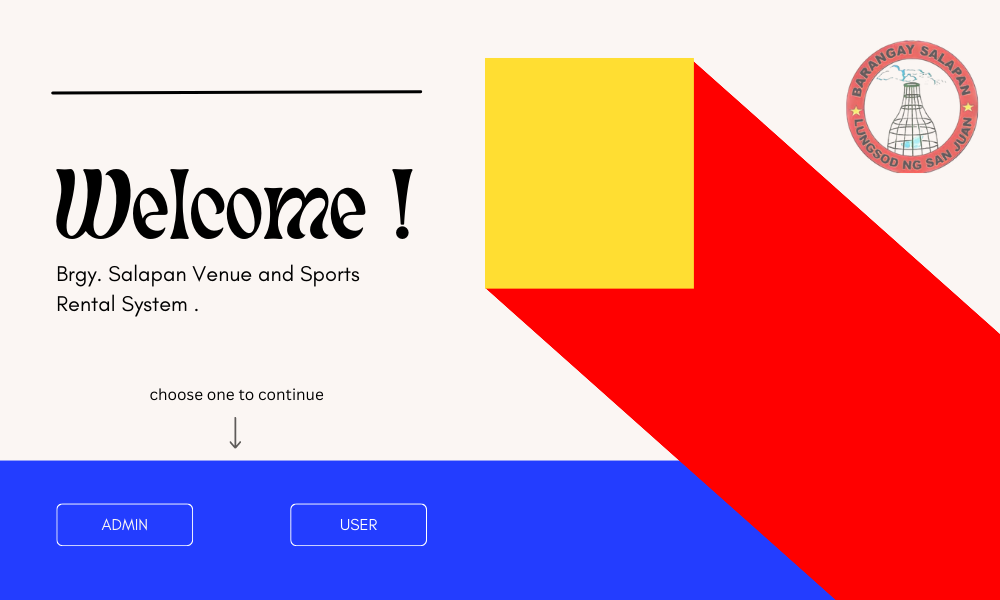 BARANGAY SALAPAN
LUNGSOD NG SAN JUAN
Welcome !
Brgy. Salapan Venue and Sports
Rental System .
choose one to continue
ADMIN
USER